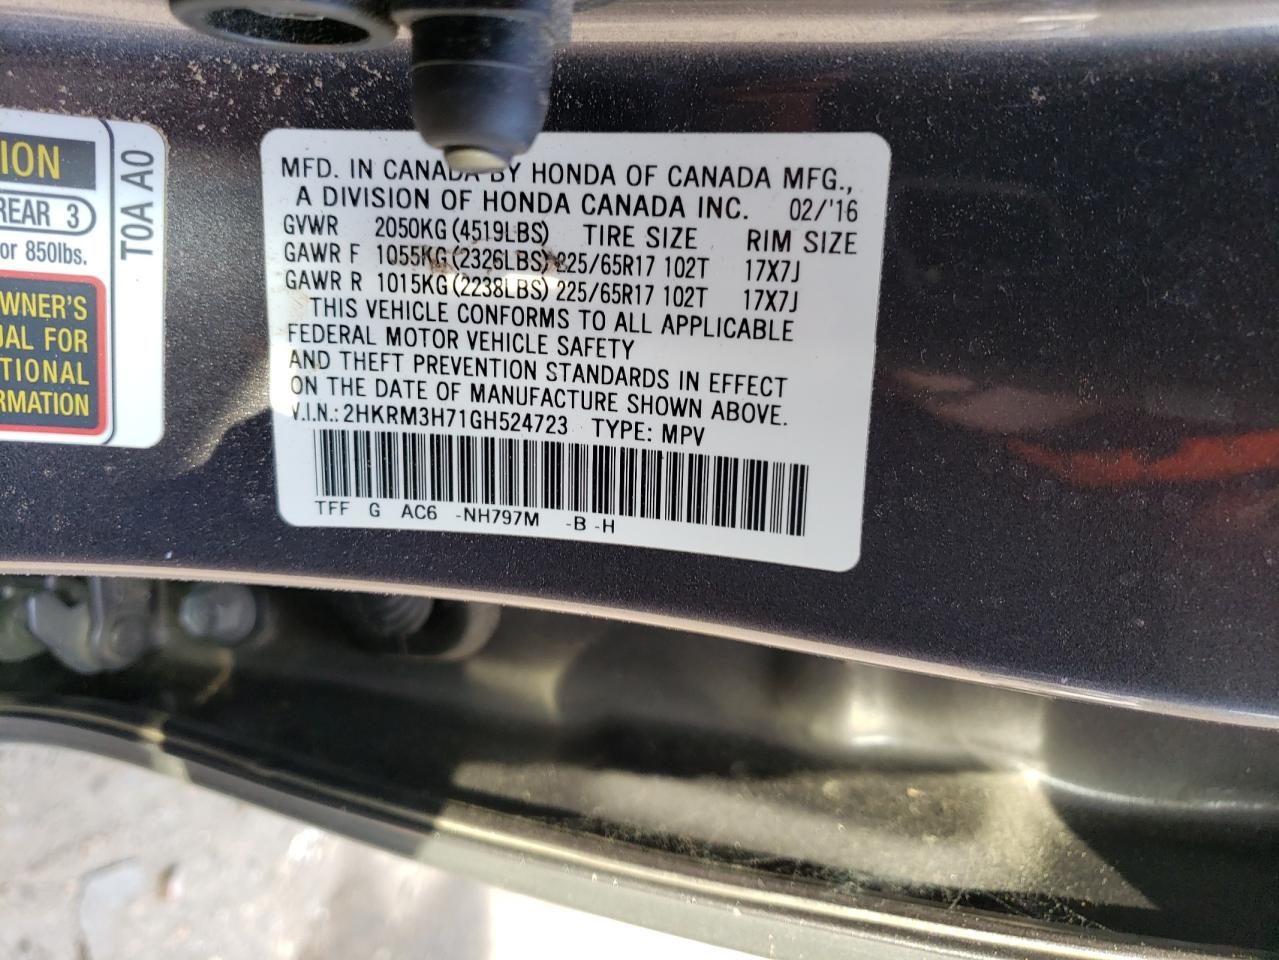 MFD. IN CANADA BY HONDA OF CANADA MFG.,
A DIVISION OF HONDA CANADA INC. 02/'16
GVWR 2050KG (4519LBS) TIRE SIZE RIM SIZE
GAWR F 1055KG (2326LBS) 225/65R17 102T 17X7J
GAWR R 1015KG (2238LBS) 225/65R17 102T 17X7J
THIS VEHICLE CONFORMS TO ALL APPLICABLE
FEDERAL MOTOR VEHICLE SAFETY
AND THEFT PREVENTION STANDARDS IN EFFECT
ON THE DATE OF MANUFACTURE SHOWN ABOVE.
V.I.N.: 2HKRM3H71GH524723 TYPE: MPV
TFF G AC6 -NH797M -B -H
ION
REAR 3
or 850lbs.
WNER'S
UAL FOR
TIONAL
RMATION
T0A A0